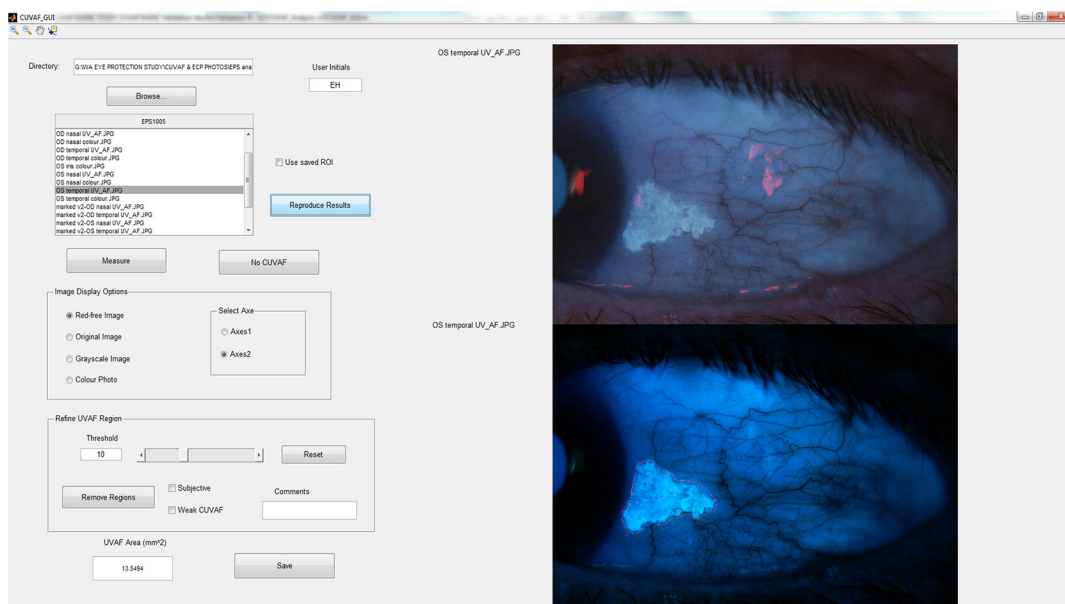 CUVAF_GUI
OS temporal UV_AF.JPG
Directory:
G:\WA EYE PROTECTION STUDY\CUVAF & ECP PHOTOS\EPS ana
User Initials
EH
Browse...
EPS1005
OD nasal UV_AF.JPG
OD nasal colour.JPG
OD temporal UV_AF.JPG
OD temporal colour.JPG
OS iris colour.JPG
OS nasal UV_AF.JPG
OS nasal colour.JPG
OS temporal UV_AF.JPG
OS temporal colour.JPG
marked v2-OD nasal UV_AF.JPG
marked v2-OD temporal UV_AF.JPG
marked v2-OS nasal UV_AF.JPG
marked v2-OS temporal UV_AF.JPG
Use saved ROI
Reproduce Results
Measure
No CUVAF
Image Display Options
Red-free Image
Original Image
Grayscale Image
Colour Photo
Select Axe
Axes1
Axes2
OS temporal UV_AF.JPG
Refine UVAF Region
Threshold
10
Reset
Remove Regions
Subjective
Weak CUVAF
Comments
UVAF Area (mm^2)
13.5494
Save